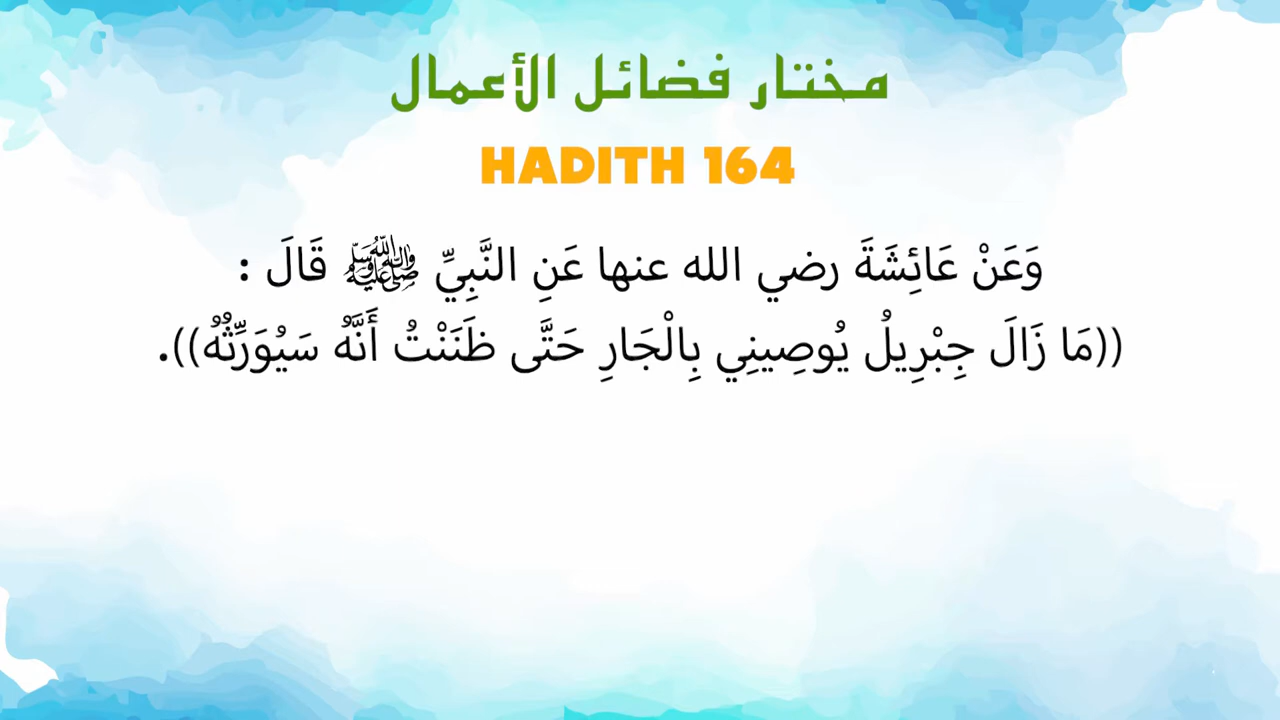 مختار فضائل الأعمال
HADITH 164
وَعَنْ عَائِشَةَ رضي الله عنها عَنِ النَّبِيِّ ﷺ قَالَ :
((مَا زَالَ جِبْرِيلُ يُوصِينِي بِالْجَارِ حَتَّى ظَنَنْتُ أَنَّهُ سَيُوَرِّثُهُ)).